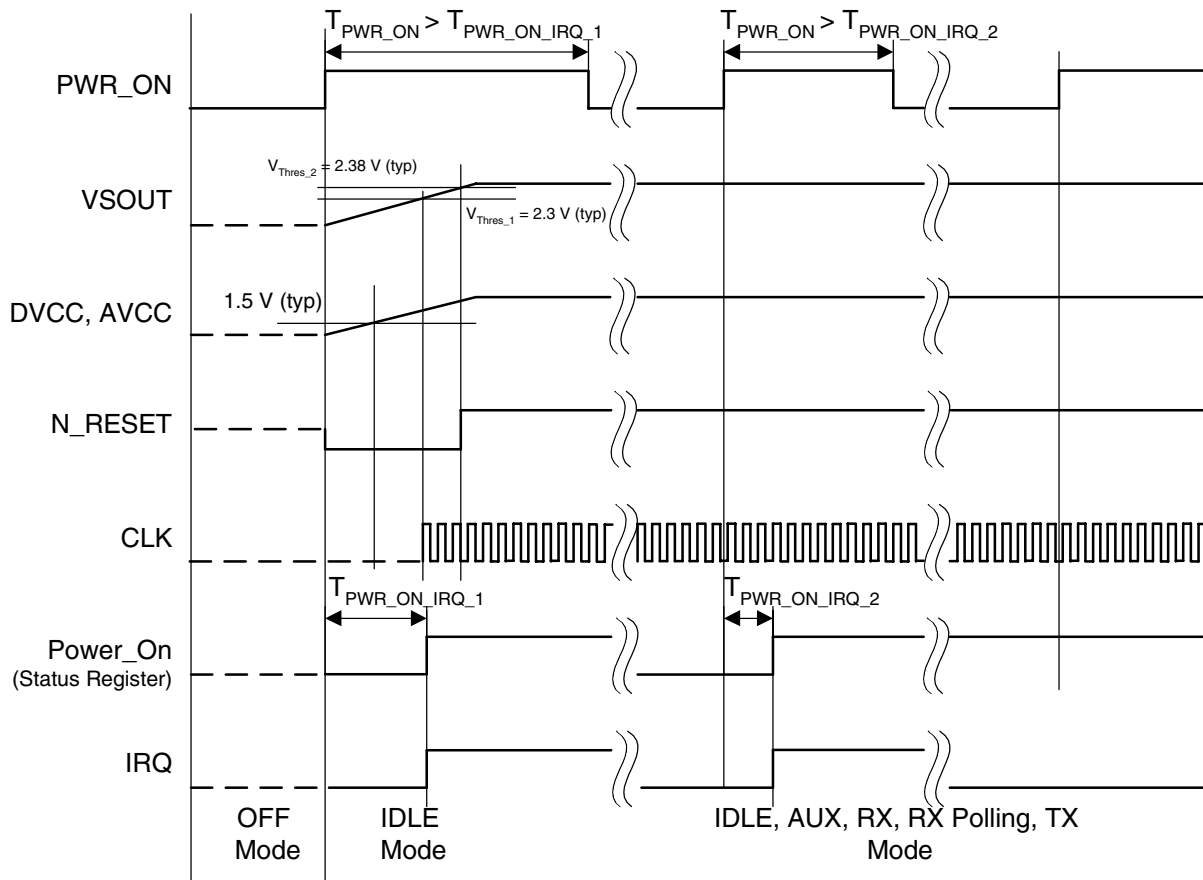 T_PWR_ON > T_PWR_ON_IRQ_1
T_PWR_ON > T_PWR_ON_IRQ_2
PWR_ON
V_Thres_2 = 2.38 V (typ)
VSOUT
V_Thres_1 = 2.3 V (typ)
1.5 V (typ)
DVCC, AVCC
N_RESET
CLK
T_PWR_ON_IRQ_1
T_PWR_ON_IRQ_2
Power_On
(Status Register)
IRQ
OFF
Mode
IDLE
Mode
IDLE, AUX, RX, RX Polling, TX
Mode